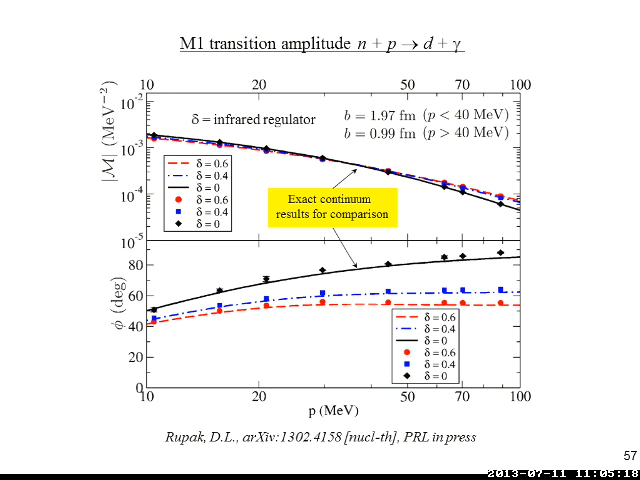 M1 transition amplitude n + p → d + γ
10 20 50 70 100
10⁻² 10⁻³ 10⁻⁴ 10⁻⁵
|ℳ| (MeV⁻²)
δ = infrared regulator
b = 1.97 fm (p < 40 MeV)
b = 0.99 fm (p > 40 MeV)
δ = 0.6
δ = 0.4
δ = 0
δ = 0.6
δ = 0.4
δ = 0
Exact continuum
results for comparison
80 60 40 20 0
ϕ (deg)
δ = 0.6
δ = 0.4
δ = 0
δ = 0.6
δ = 0.4
δ = 0
10 20 50 70 100
p (MeV)
Rupak, D.L., arXiv:1302.4158 [nucl-th], PRL in press
57
2013-07-11 11:05:18